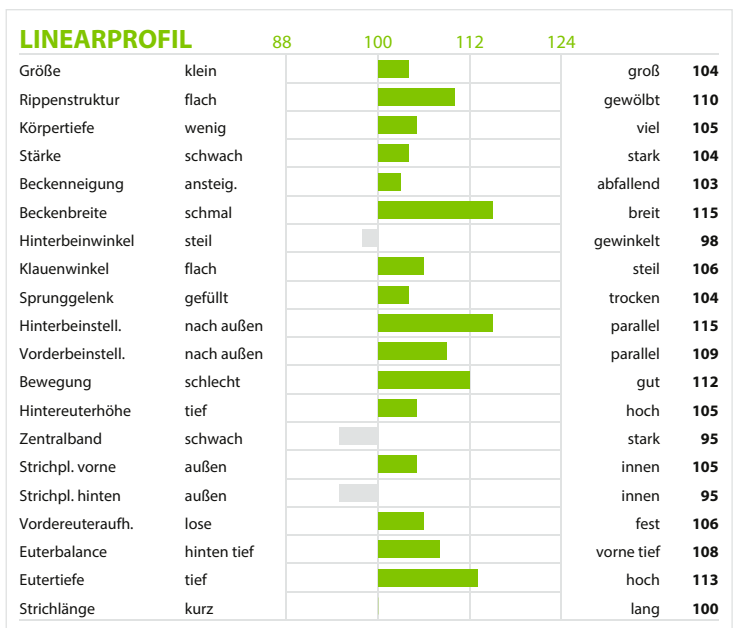 LINEARPROFIL 88 100 112 124
Größe klein groß 104
Rippenstruktur flach gewölbt 110
Körpertiefe wenig viel 105
Stärke schwach stark 104
Beckenneigung ansteig. abfallend 103
Beckenbreite schmal breit 115
Hinterbeinwinkel steil gewinkelt 98
Klauenwinkel flach steil 106
Sprunggelenk gefüllt trocken 104
Hinterbeinstell. nach außen parallel 115
Vorderbeinstell. nach außen parallel 109
Bewegung schlecht gut 112
Hintereuterhöhe tief hoch 105
Zentralband schwach stark 95
Strichpl. vorne außen innen 105
Strichpl. hinten außen innen 95
Vordereuteraufh. lose fest 106
Euterbalance hinten tief vorne tief 108
Eutertiefe tief hoch 113
Strichlänge kurz lang 100